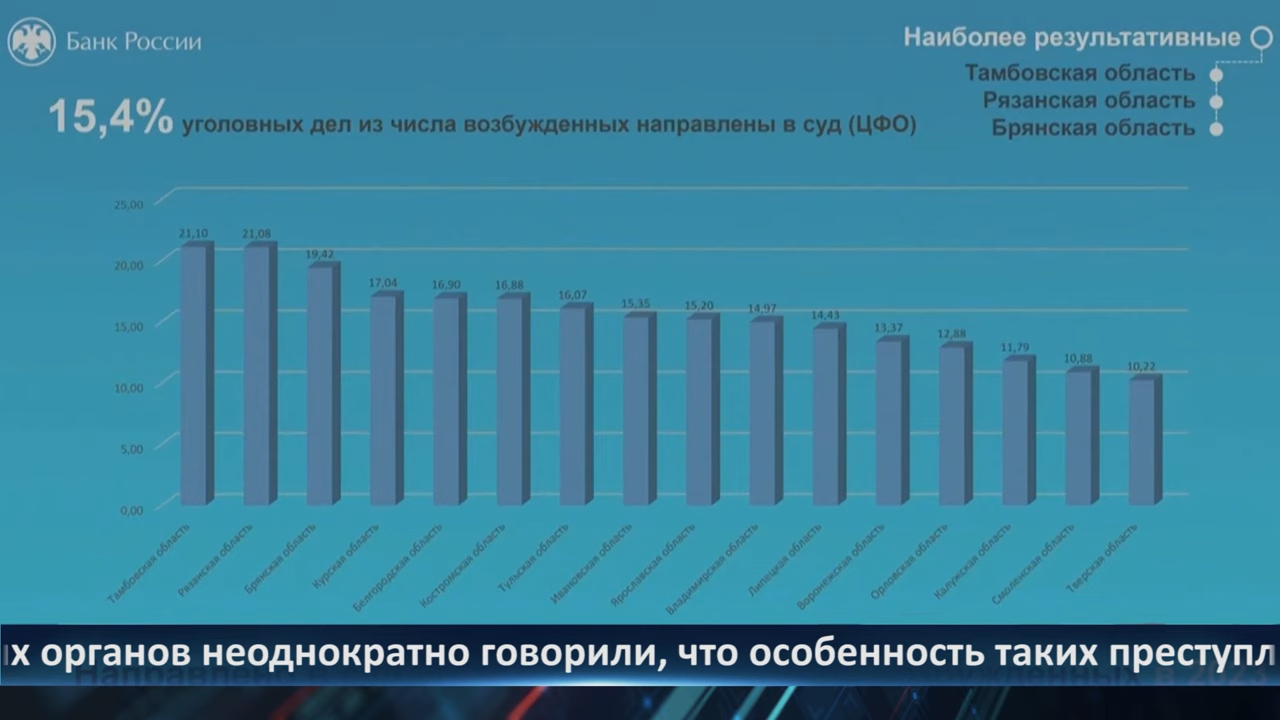 Банк России
Наиболее результативные
Тамбовская область
Рязанская область
Брянская область
15,4% уголовных дел из числа возбужденных направлены в суд (ЦФО)
25,00
20,00
15,00
10,00
5,00
0,00
21,10
21,08
19,42
17,04
16,90
16,88
16,07
15,35
15,20
14,97
14,43
13,37
12,88
11,79
10,88
10,22
Тамбовская область
Рязанская область
Брянская область
Курская область
Белгородская область
Костромская область
Тульская область
Ивановская область
Ярославская область
Владимирская область
Липецкая область
Воронежская область
Орловская область
Калужская область
Смоленская область
Тверская область
х органов неоднократно говорили, что особенность таких преступл